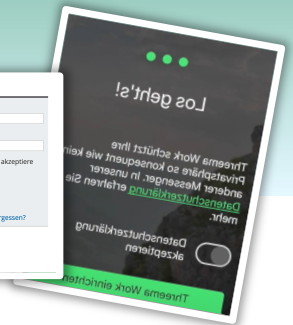 Los geht's!
Threema Work schützt Ihre
Privatsphäre so konsequent wie kein
anderer Messenger. In unserer
Datenschutzerklärung erfahren Sie
mehr.
Datenschutzerklärung
akzeptieren
Threema Work einrichten
akzeptiere
rgessen?